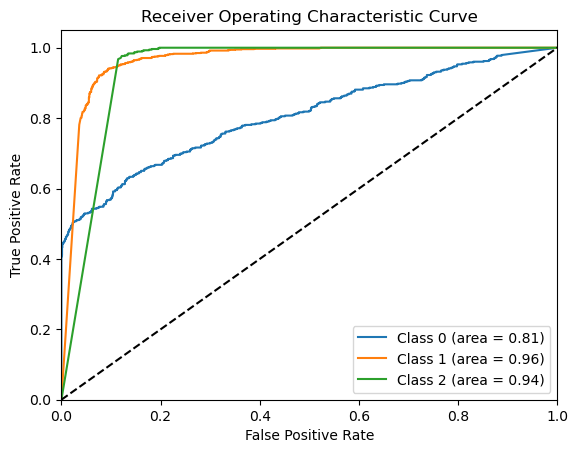 Receiver Operating Characteristic Curve
True Positive Rate
1.0
0.8
0.6
0.4
0.2
0.0
Class 0 (area = 0.81)
Class 1 (area = 0.96)
Class 2 (area = 0.94)
0.0 0.2 0.4 0.6 0.8 1.0
False Positive Rate